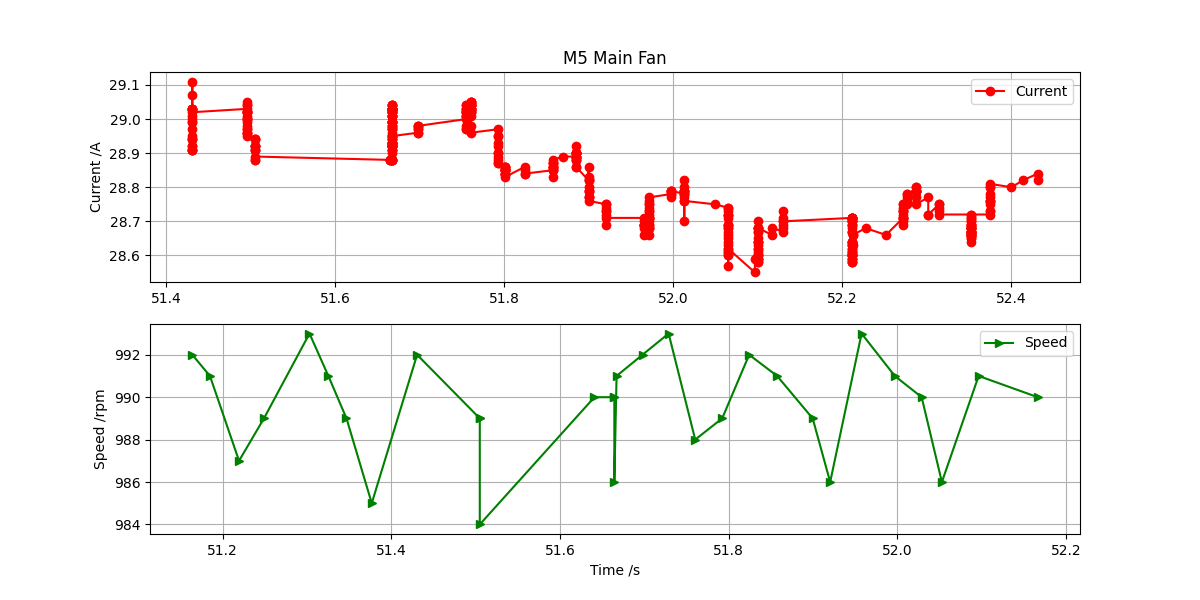 M5 Main Fan
Current /A
29.1
29.0
28.9
28.8
28.7
28.6
Current
51.4 51.6 51.8 52.0 52.2 52.4
Speed /rpm
992
990
988
986
984
Speed
51.2 51.4 51.6 51.8 52.0 52.2
Time /s